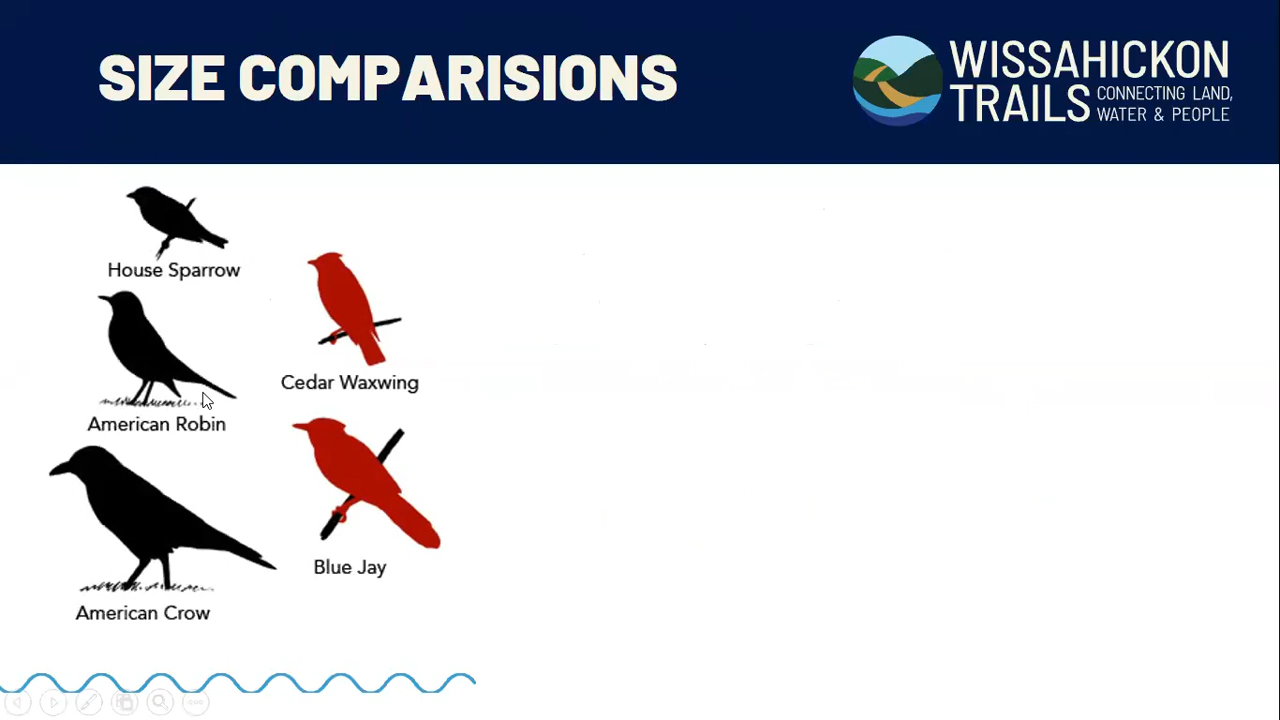 SIZE COMPARISIONS
WISSAHICKON
TRAILS
CONNECTING LAND,
WATER & PEOPLE
House Sparrow
Cedar Waxwing
American Robin
Blue Jay
American Crow